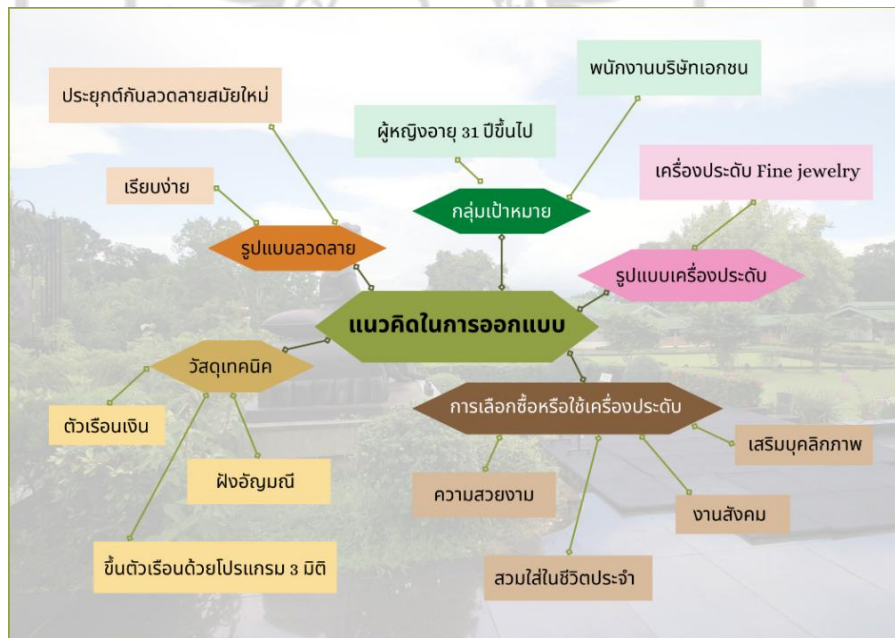 พนักงานบริษัทเอกชน
ประยุกต์กับลวดลายสมัยใหม่
ผู้หญิงอายุ 31 ปีขึ้นไป
เครื่องประดับ Fine jewelry
เรียบง่าย
กลุ่มเป้าหมาย
รูปแบบลวดลาย
รูปแบบเครื่องประดับ
แนวคิดในการออกแบบ
วัสดุเทคนิค
การเลือกซื้อหรือใช้เครื่องประดับ
ตัวเรือนเงิน
เสริมบุคลิกภาพ
ฝังอัญมณี
ความสวยงาม
งานสังคม
ขึ้นตัวเรือนด้วยโปรแกรม 3 มิติ
สวมใส่ในชีวิตประจำ